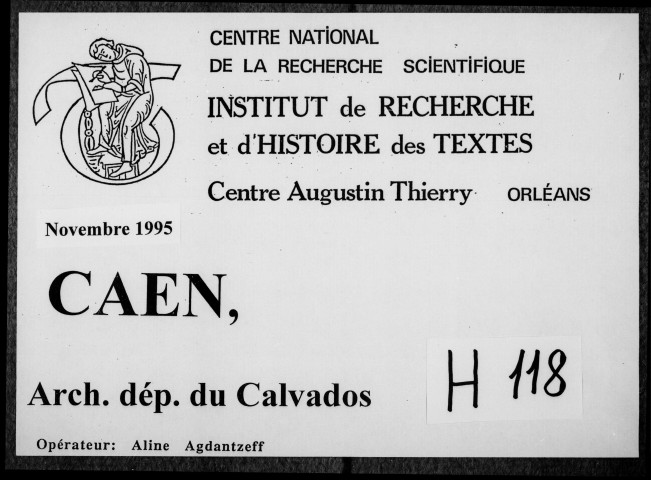 CENTRE NATIONAL
DE LA RECHERCHE SCIENTIFIQUE
INSTITUT de RECHERCHE
et d'HISTOIRE des TEXTES
Centre Augustin Thierry ORLÉANS
Novembre 1995
CAEN,
Arch. dép. du Calvados
H 118
Opérateur: Aline Agdantzeff